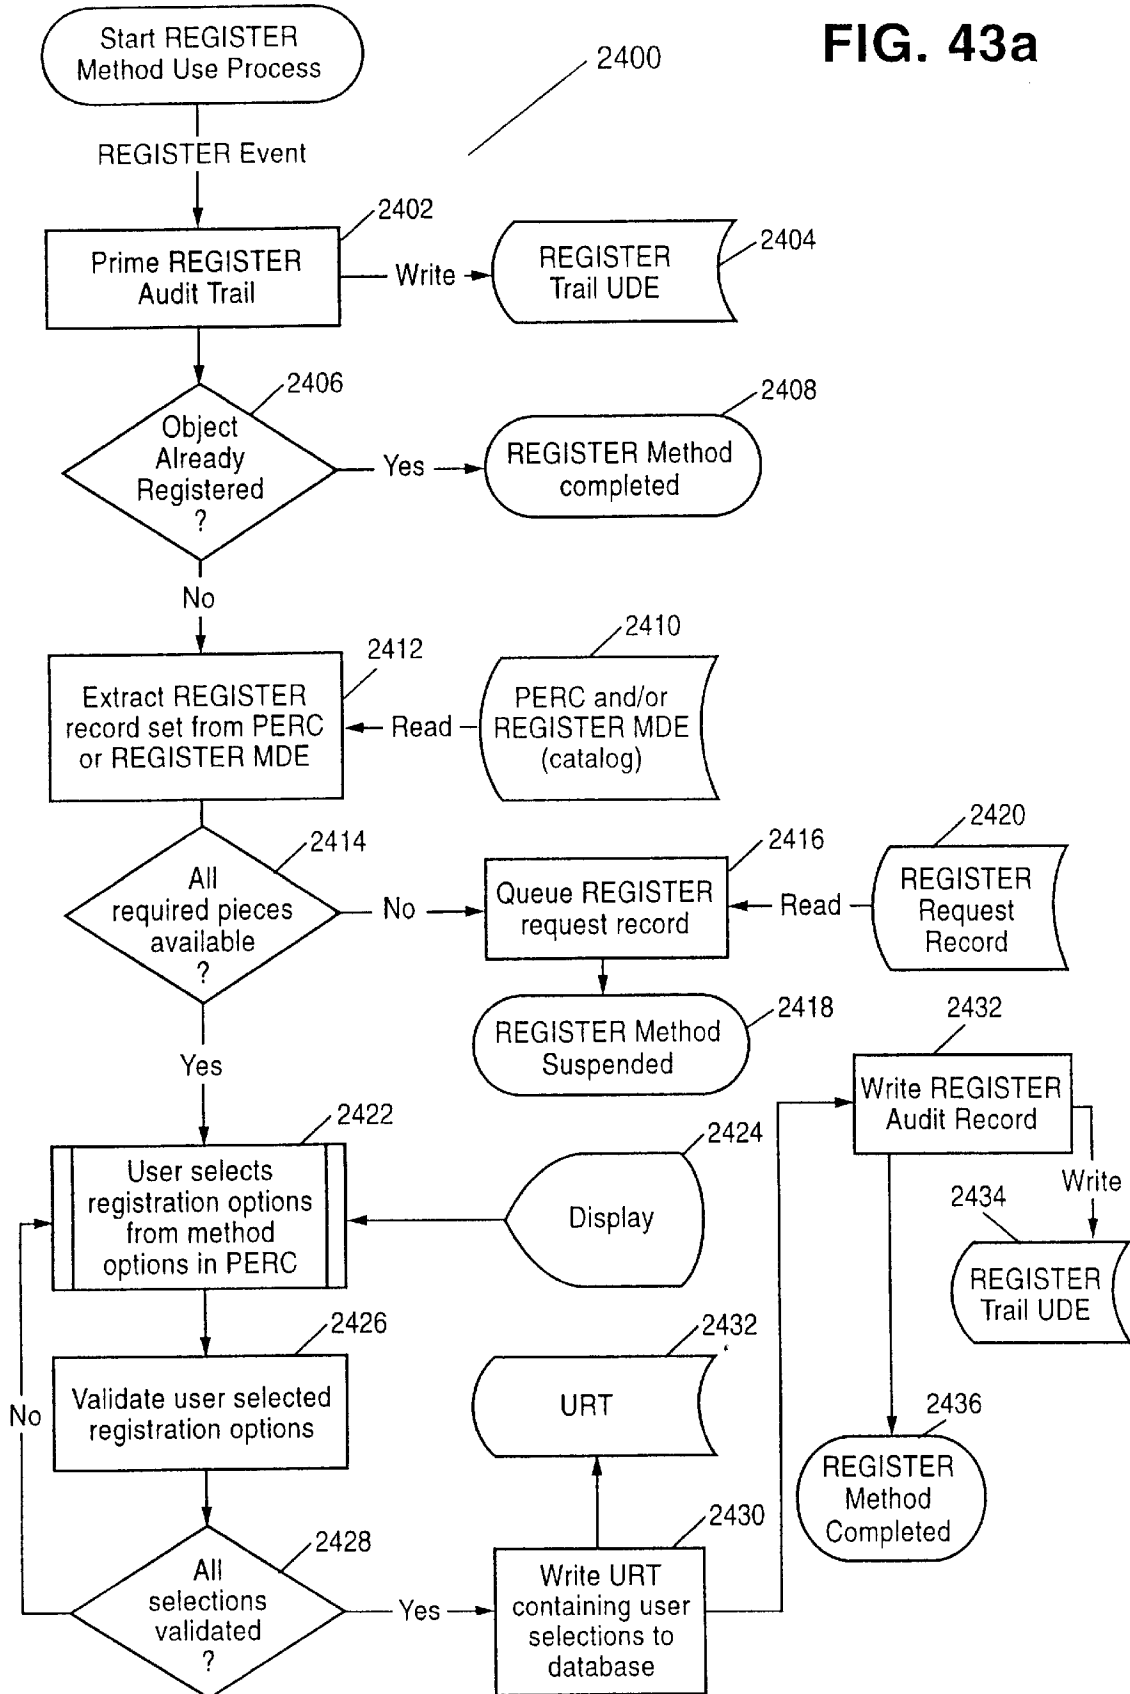 FIG. 43a
Start REGISTER
Method Use Process
2400
REGISTER Event
2402
Prime REGISTER
Audit Trail
Write
2404
REGISTER
Trail UDE
2406
Object
Already
Registered
?
Yes
2408
REGISTER Method
completed
No
2412
Extract REGISTER
record set from PERC
or REGISTER MDE
Read
2410
PERC and/or
REGISTER MDE
(catalog)
2414
All
required pieces
available
?
No
2416
Queue REGISTER
request record
Read
2420
REGISTER
Request
Record
2418
REGISTER Method
Suspended
Yes
2422
User selects
registration options
from method
options in PERC
2424
Display
2426
Validate user selected
registration options
No
2428
All
selections
validated
?
Yes
2430
Write URT
containing user
selections to
database
2432
URT
2432
Write REGISTER
Audit Record
Write
2434
REGISTER
Trail UDE
2436
REGISTER
Method
Completed